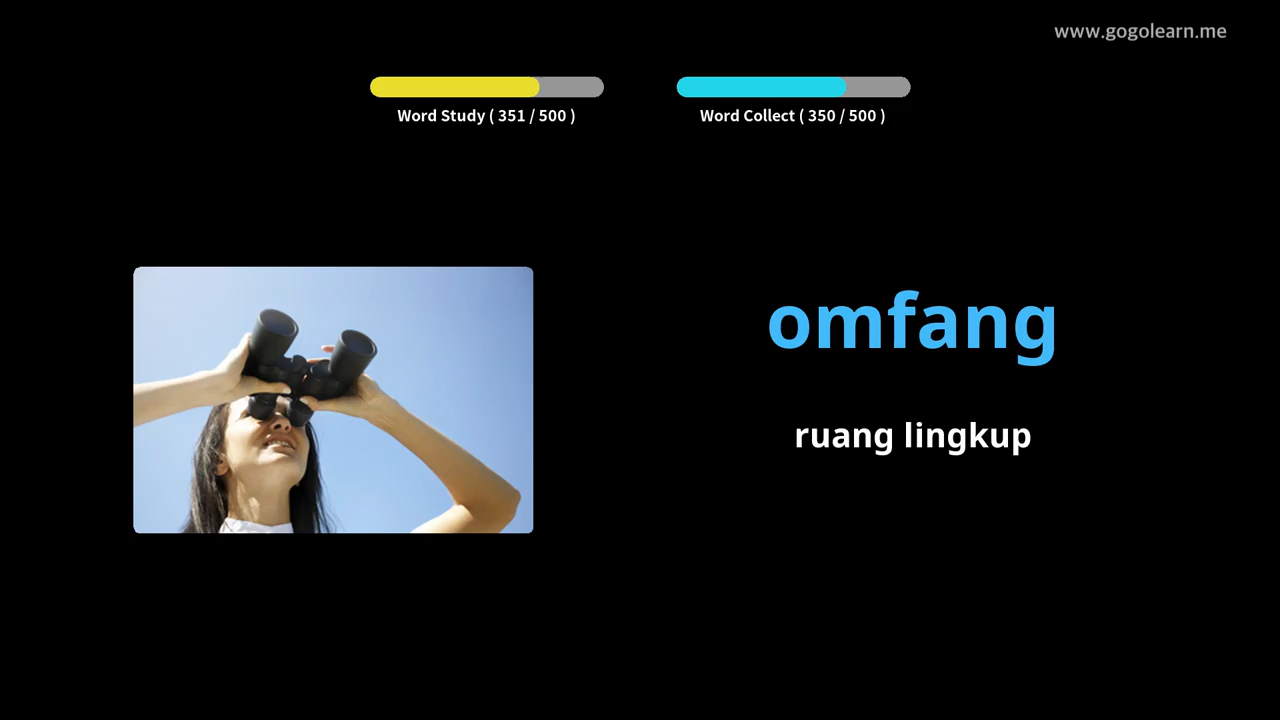 www.gogolearn.me
Word Study ( 351 / 500 )
Word Collect ( 350 / 500 )
omfang
ruang lingkup